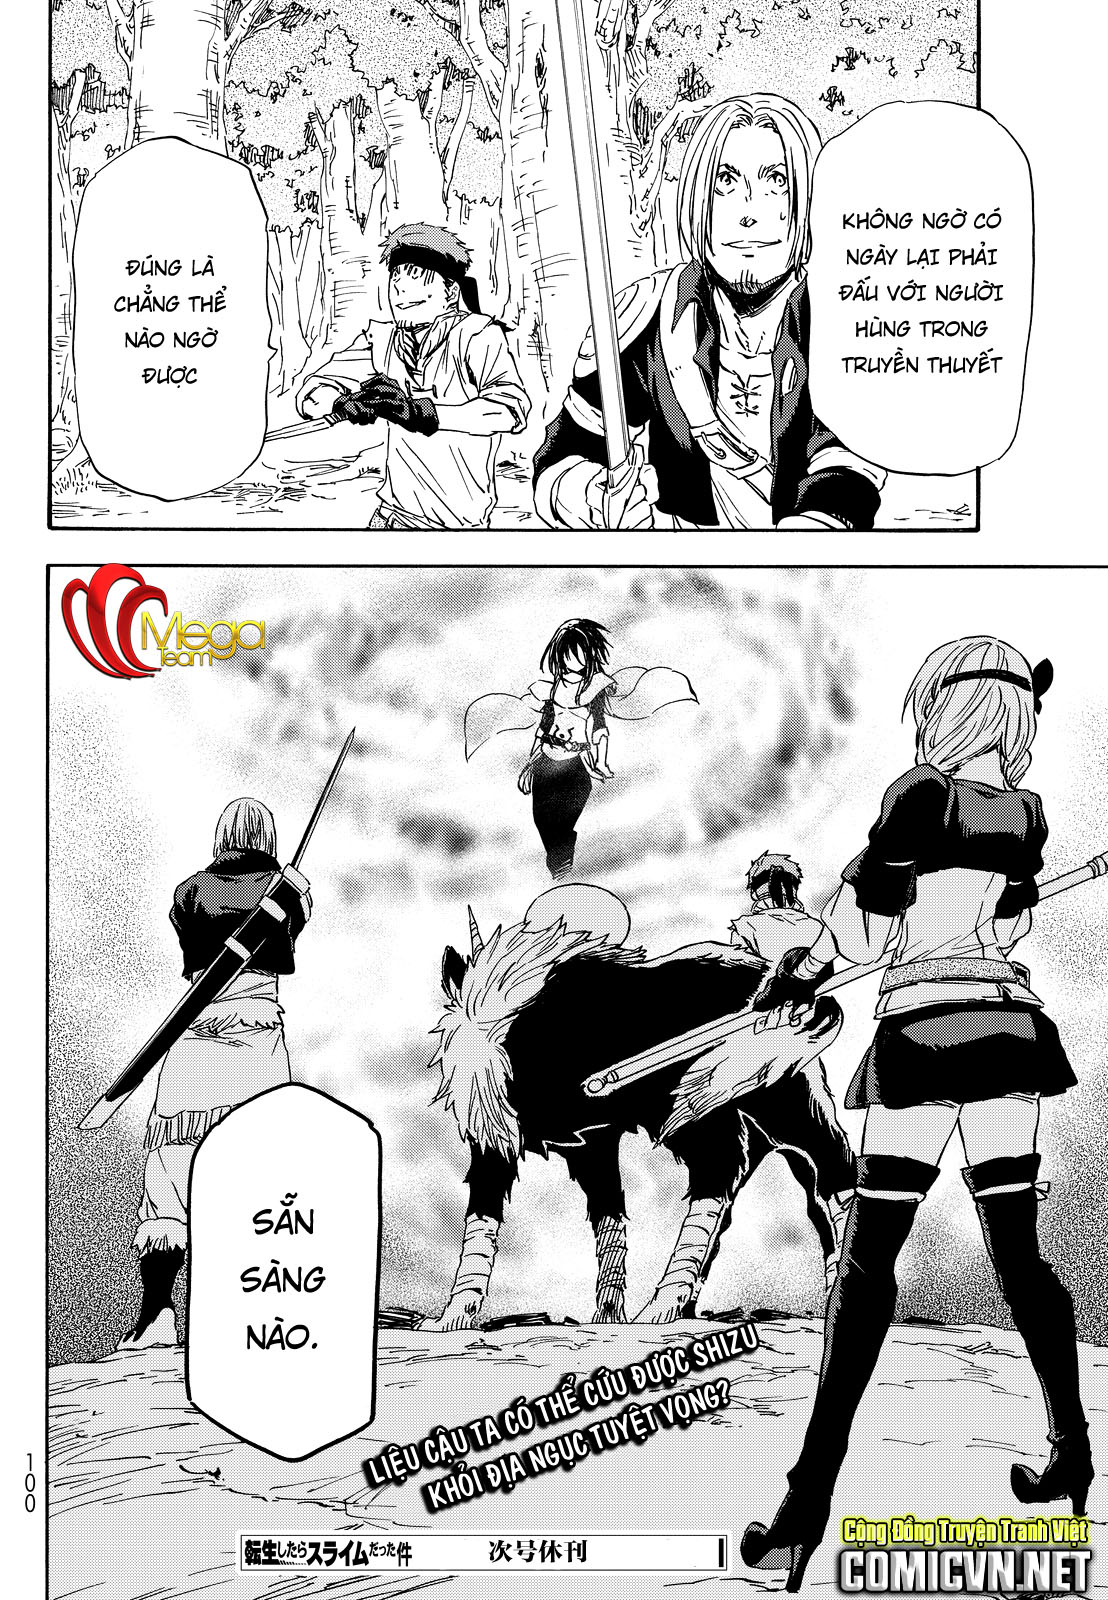 KHÔNG NGỜ CÓ
NGÀY LẠI PHẢI
ĐẤU VỚI NGƯỜI
HÙNG TRONG
TRUYỀN THUYẾT
ĐÚNG LÀ
CHẲNG THỂ
NÀO NGỜ
ĐƯỢC
Mega
Team
SẴN
SÀNG
NÀO.
LIỆU CẬU TA CÓ THỂ CỨU ĐƯỢC SHIZU
KHỎI ĐỊA NGỤC TUYỆT VỌNG?
100
転生したらスライムだった件 次号休刊
Cộng Đồng Truyện Tranh Việt
COMICVN.NET